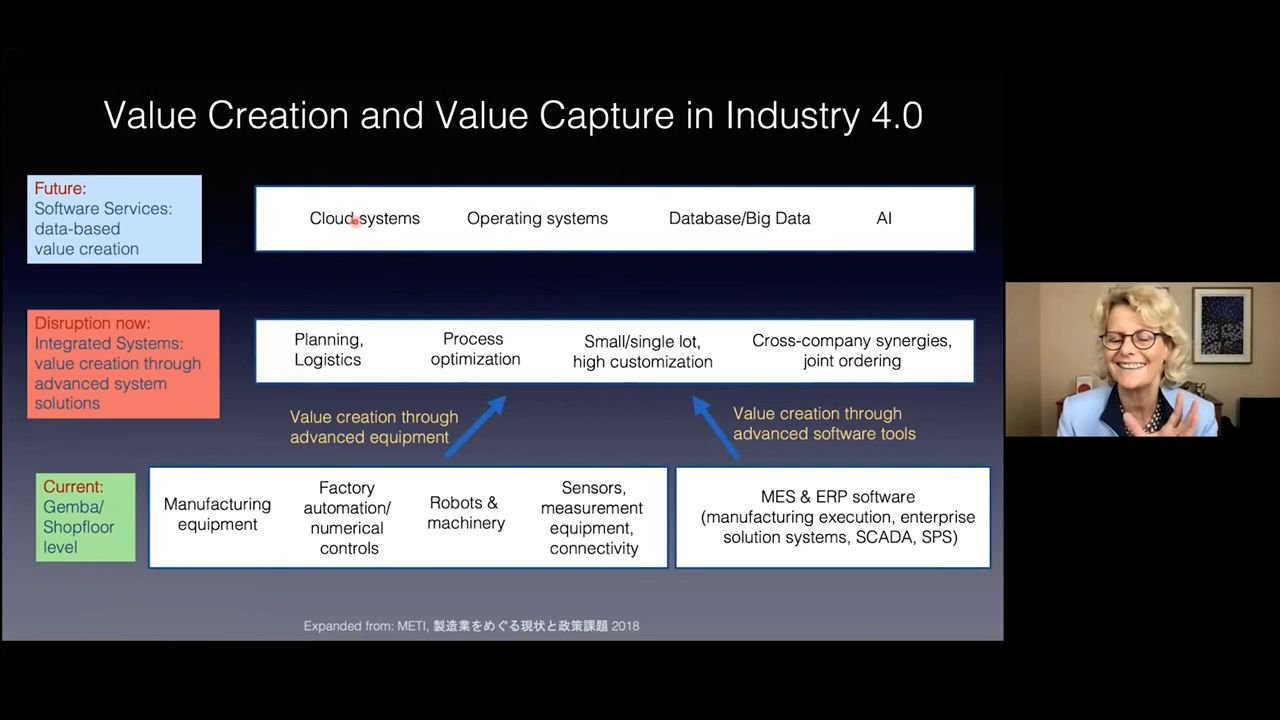 Value Creation and Value Capture in Industry 4.0
Future:
Software Services:
data-based
value creation
Cloud systems
Operating systems
Database/Big Data
AI
Disruption now:
Integrated Systems:
value creation through
advanced system
solutions
Planning,
Logistics
Process
optimization
Small/single lot,
high customization
Cross-company synergies,
joint ordering
Value creation through
advanced equipment
Value creation through
advanced software tools
Current:
Gemba/
Shopfloor
level
Manufacturing
equipment
Factory
automation/
numerical
controls
Robots &
machinery
Sensors,
measurement
equipment,
connectivity
MES & ERP software
(manufacturing execution, enterprise
solution systems, SCADA, SPS)
Expanded from: METI, 製造業をめぐる現状と政策課題 2018